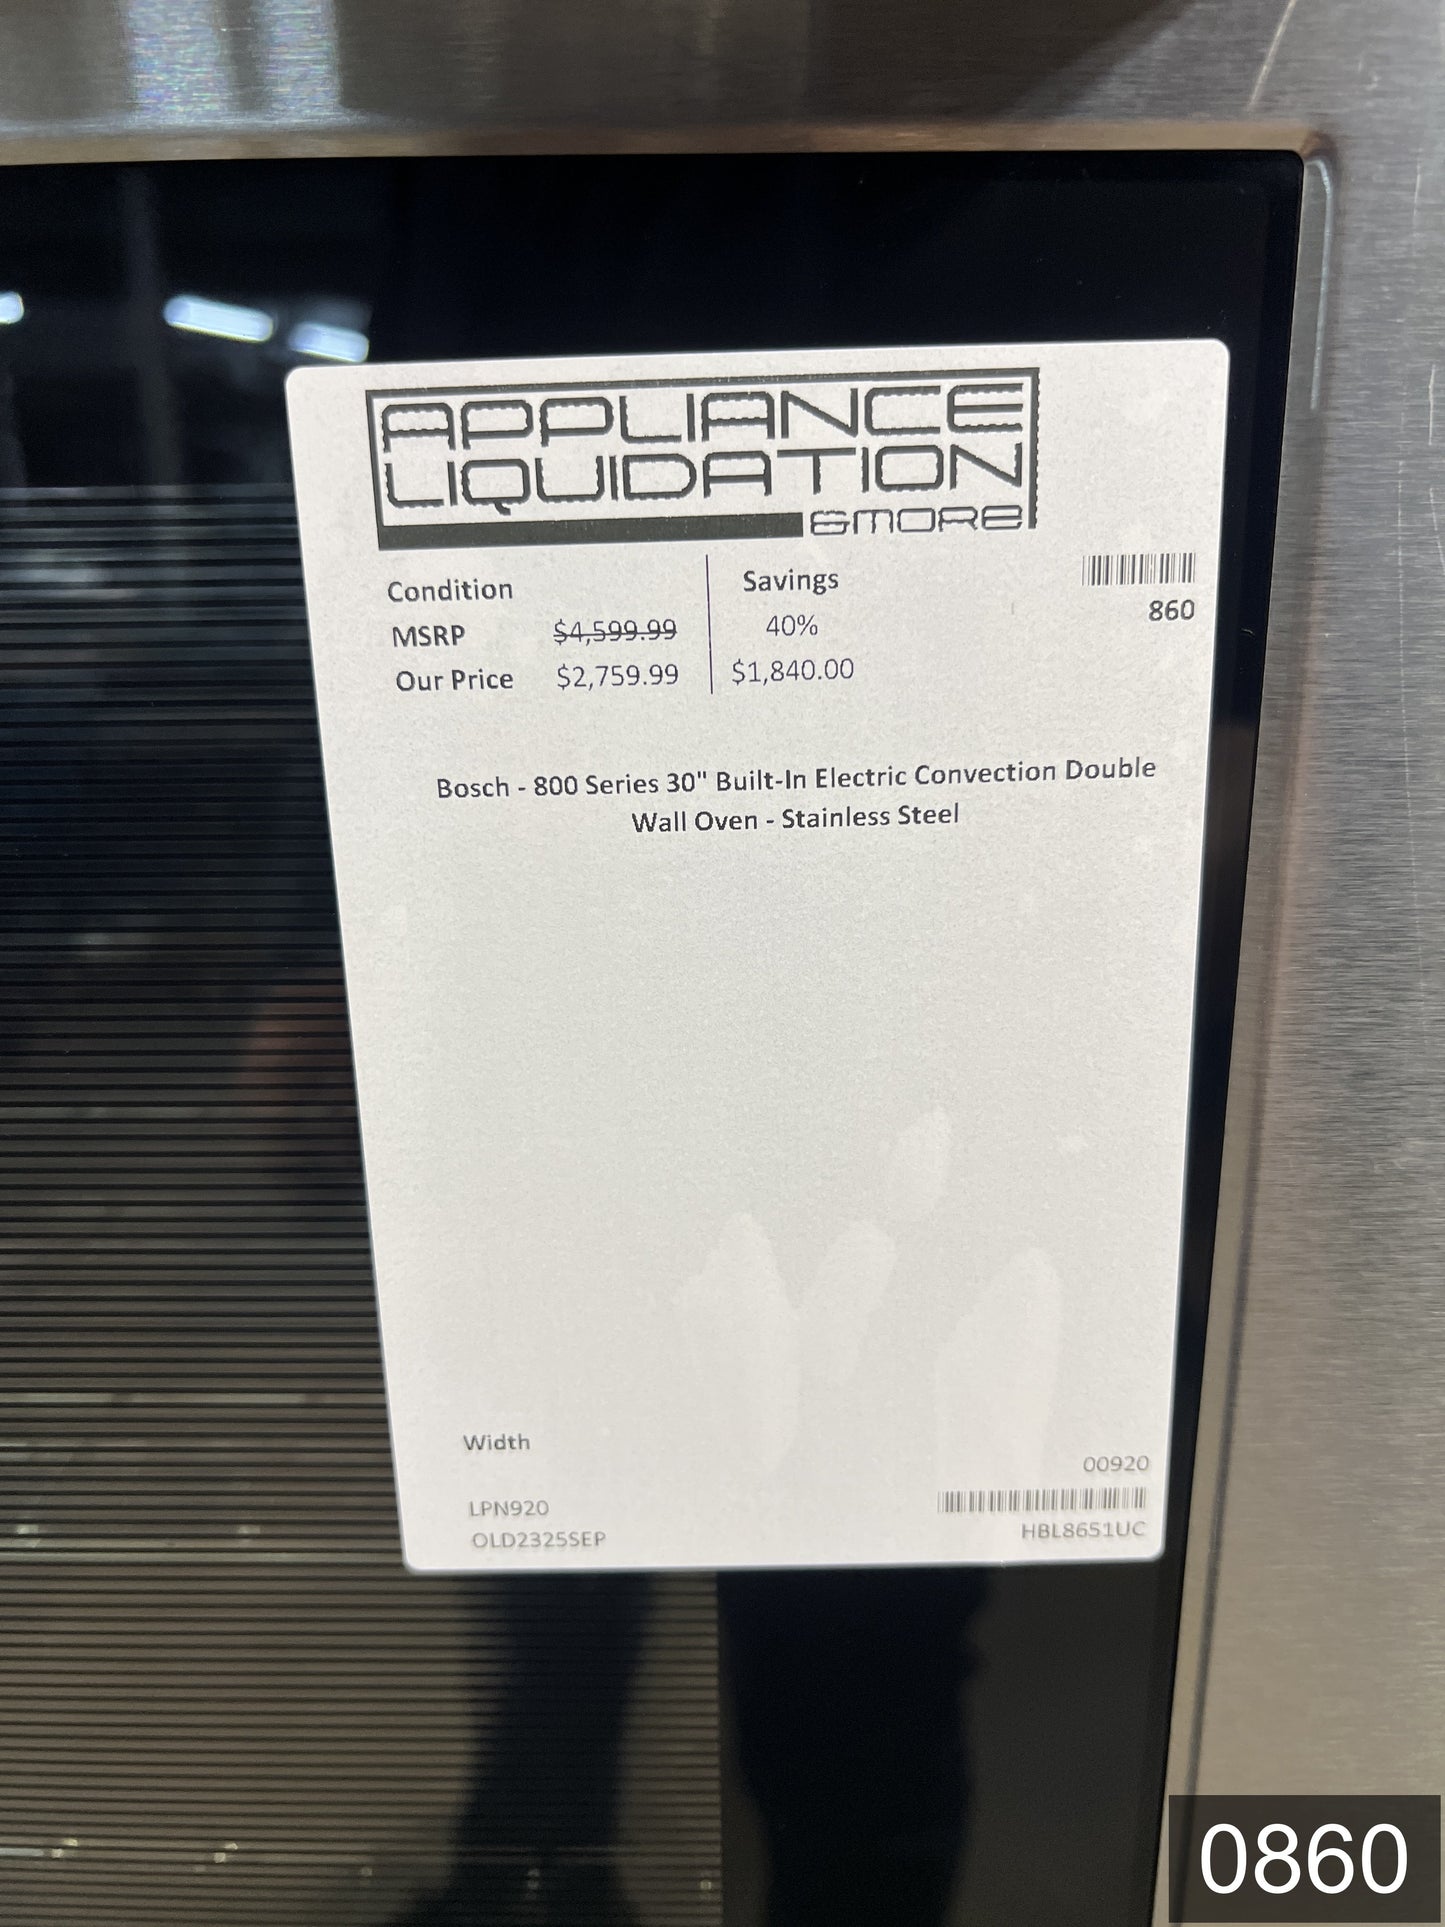 APPLIANCE
LIQUIDATION
&MORE
Condition
MSRP $4,599.99
Our Price $2,759.99
Savings
40%
$1,840.00
860
Bosch - 800 Series 30" Built-In Electric Convection Double
Wall Oven - Stainless Steel
Width
LPN920
OLD2325SEP
00920
HBL8651UC
0860